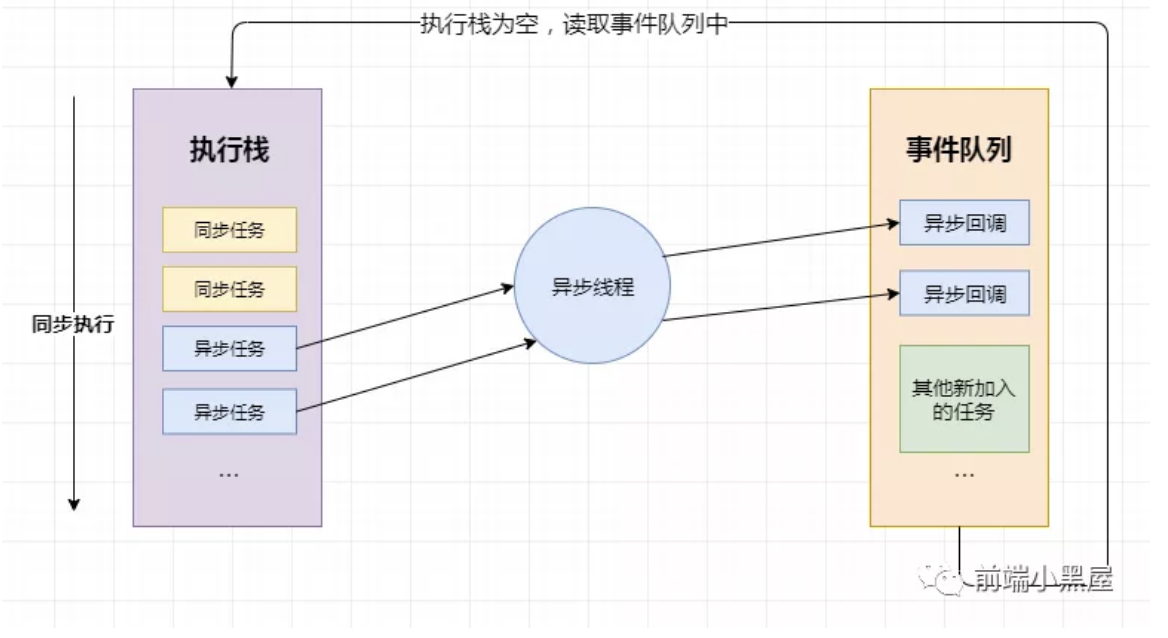 执行栈为空，读取事件队列中
执行栈
同步任务
同步任务
异步任务
异步任务
...
同步执行
异步线程
事件队列
异步回调
异步回调
其他新加入
的任务
...
前端小黑屋